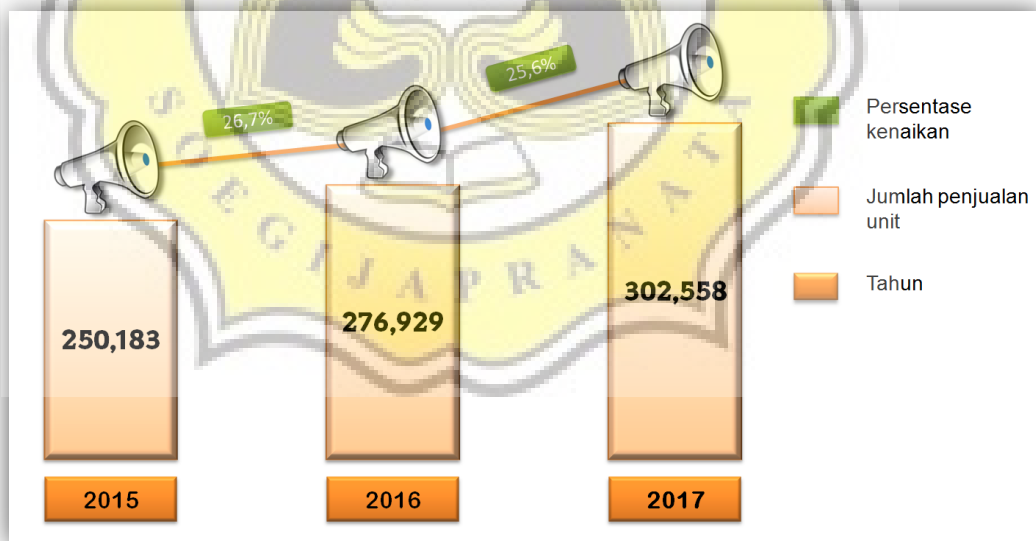 25,6%
26,7%
Persentase
kenaikan
Jumlah penjualan
unit
Tahun
250,183
276,929
302,558
2015
2016
2017
SOEGIJAPRANATA